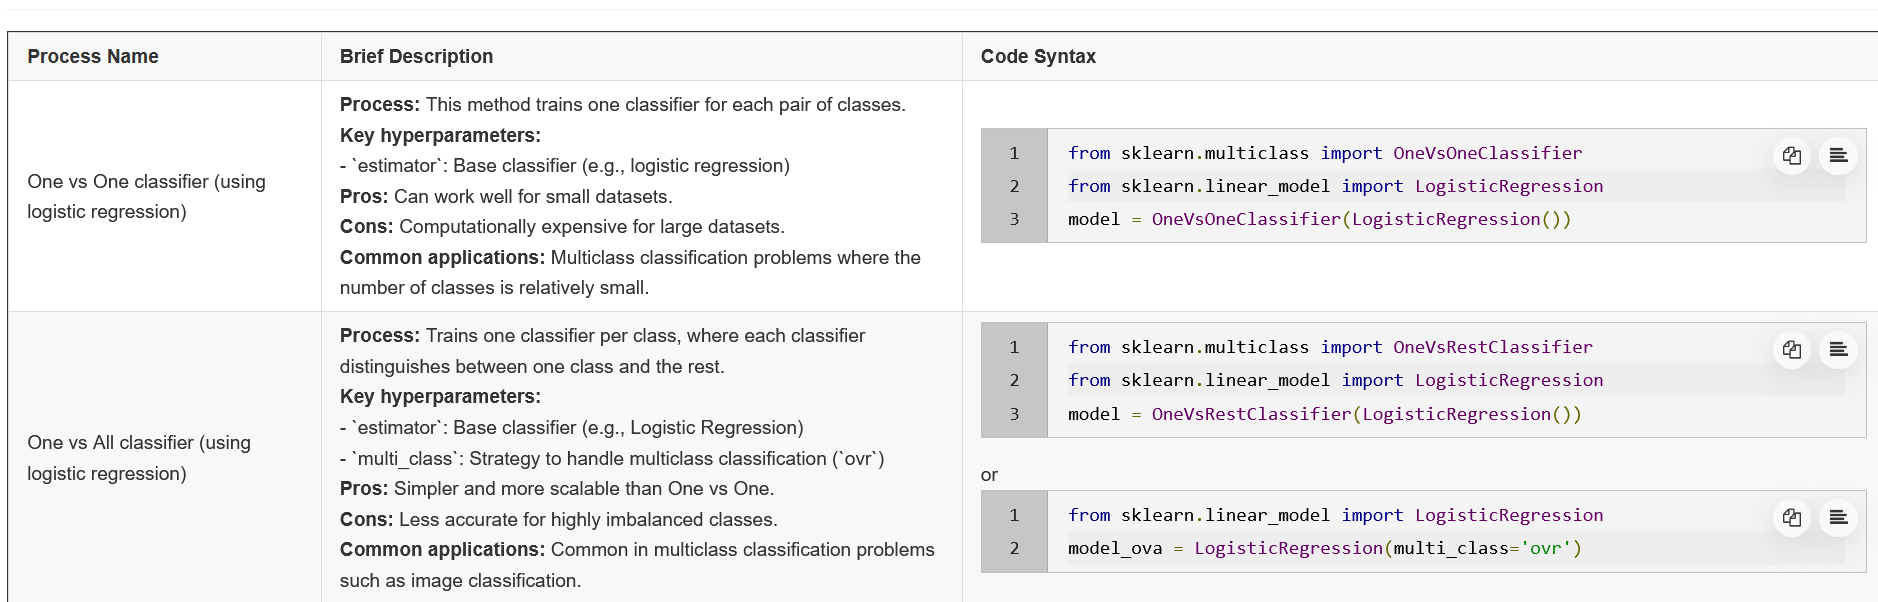 Process Name
Brief Description
Code Syntax
One vs One classifier (using
logistic regression)
Process: This method trains one classifier for each pair of classes.
Key hyperparameters:
- `estimator`: Base classifier (e.g., logistic regression)
Pros: Can work well for small datasets.
Cons: Computationally expensive for large datasets.
Common applications: Multiclass classification problems where the
number of classes is relatively small.
1 from sklearn.multiclass import OneVsOneClassifier
2 from sklearn.linear_model import LogisticRegression
3 model = OneVsOneClassifier(LogisticRegression())
One vs All classifier (using
logistic regression)
Process: Trains one classifier per class, where each classifier
distinguishes between one class and the rest.
Key hyperparameters:
- `estimator`: Base classifier (e.g., Logistic Regression)
- `multi_class`: Strategy to handle multiclass classification (`ovr`)
Pros: Simpler and more scalable than One vs One.
Cons: Less accurate for highly imbalanced classes.
Common applications: Common in multiclass classification problems
such as image classification.
1 from sklearn.multiclass import OneVsRestClassifier
2 from sklearn.linear_model import LogisticRegression
3 model = OneVsRestClassifier(LogisticRegression())
or
1 from sklearn.linear_model import LogisticRegression
2 model_ova = LogisticRegression(multi_class='ovr')